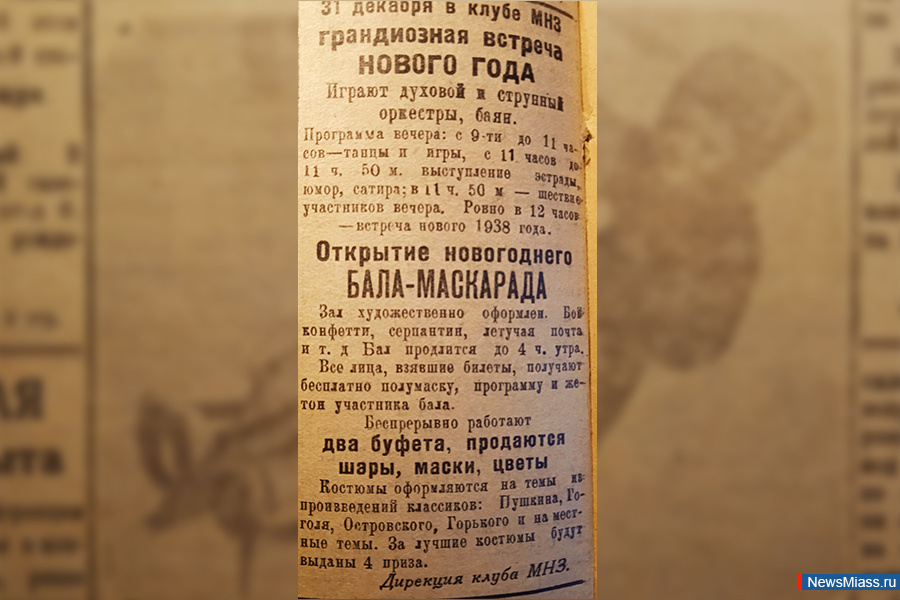 31 декабря в клубе МНЗ
грандиозная встреча
НОВОГО ГОДА
Играют духовой и струнный
оркестры, баян.
Программа вечера: с 9-ти до 11 ча-
сов—танцы и игры, с 11 часов до
11 ч. 50 м. выступление эстрады,
юмор, сатира; в 11 ч. 50 м — шествие
участников вечера. Ровно в 12 часов
—встреча нового 1938 года.
Открытие новогоднего
БАЛА-МАСКАРАДА
Зал художественно оформлен. Бой
конфетти, серпантин, летучая почта
и т. д Бал продлится до 4 ч. утра.
Все лица, взявшие билеты, получают
бесплатно полумаску, программу и же-
тон участника бала.
Беспрерывно работают
два буфета, продаются
шары, маски, цветы
Костюмы оформляются на темы из
произведений классиков: Пушкина, Го-
голя, Островского, Горького и на мест-
ные темы. За лучшие костюмы будут
выданы 4 приза.
Дирекция клуба МНЗ.
NewsMiass.ru